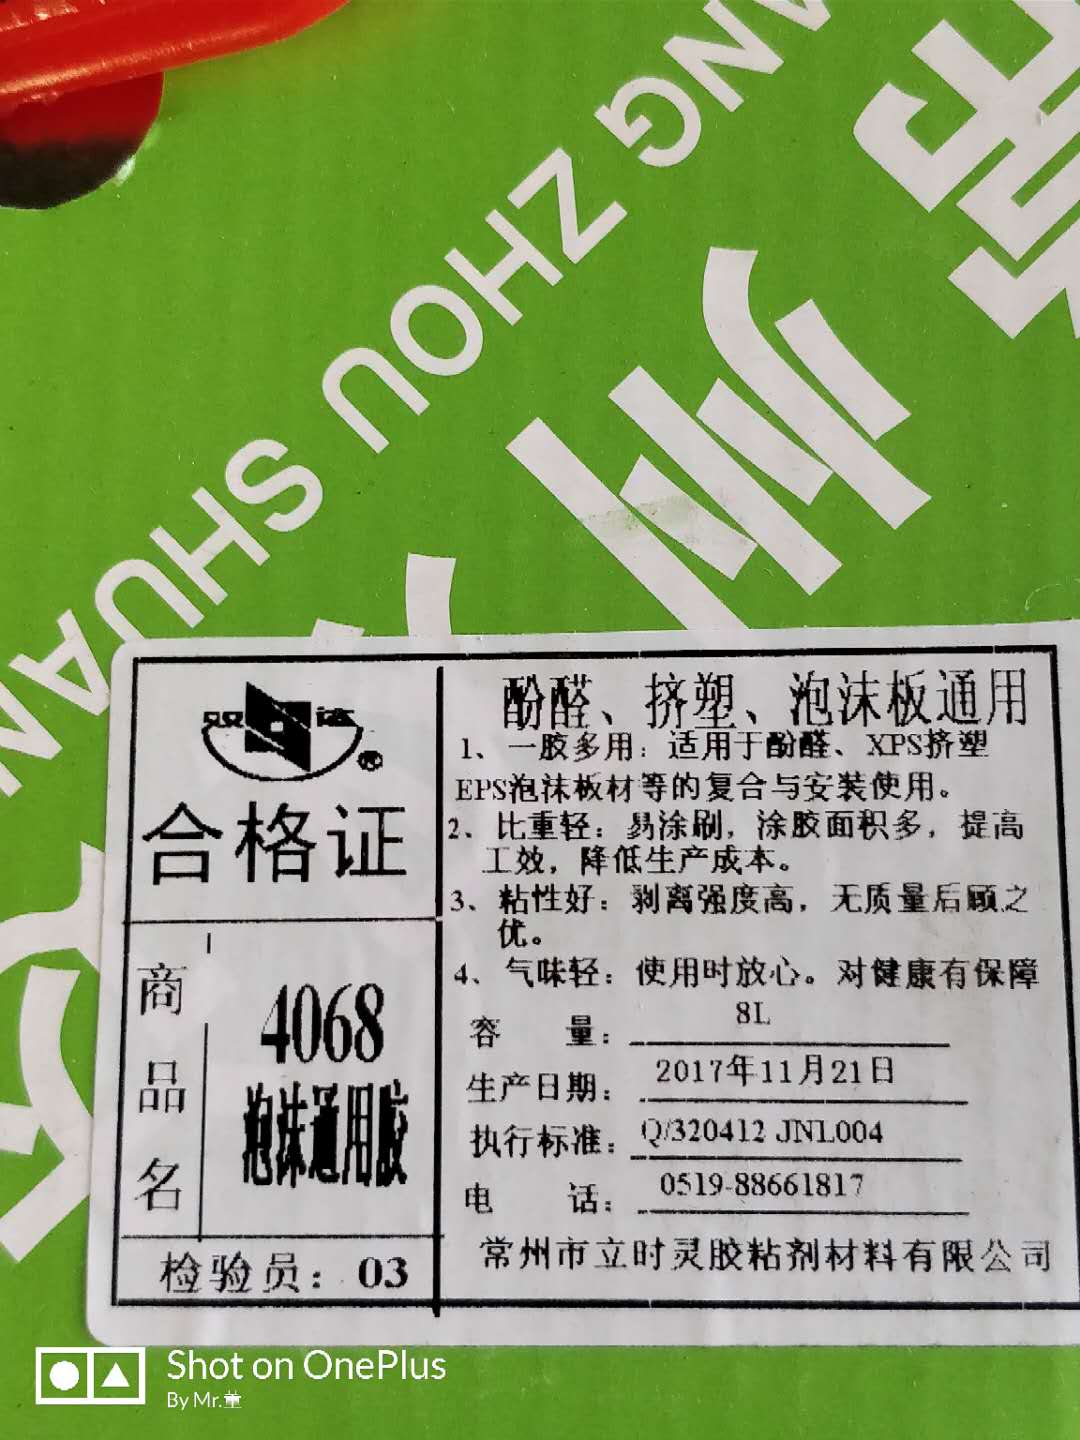 常
州
CHANG ZHOU SHUAN
双 达 ®
合格证
商品名
4068
泡沫通用胶
检验员：03
酚醛、挤塑、泡沫板通用
1、一胶多用：适用于酚醛、XPS挤塑
EPS泡沫板材等的复合与安装使用。
2、比重轻：易涂刷，涂胶面积多，提高
工效，降低生产成本。
3、粘性好：剥离强度高，无质量后顾之
优。
4、气味轻：使用时放心。对健康有保障
容 量：8L
生产日期：2017年11月21日
执行标准：Q/320412 JNL004
电 话：0519-88661817
常州市立时灵胶粘剂材料有限公司
Shot on OnePlus
By Mr.董